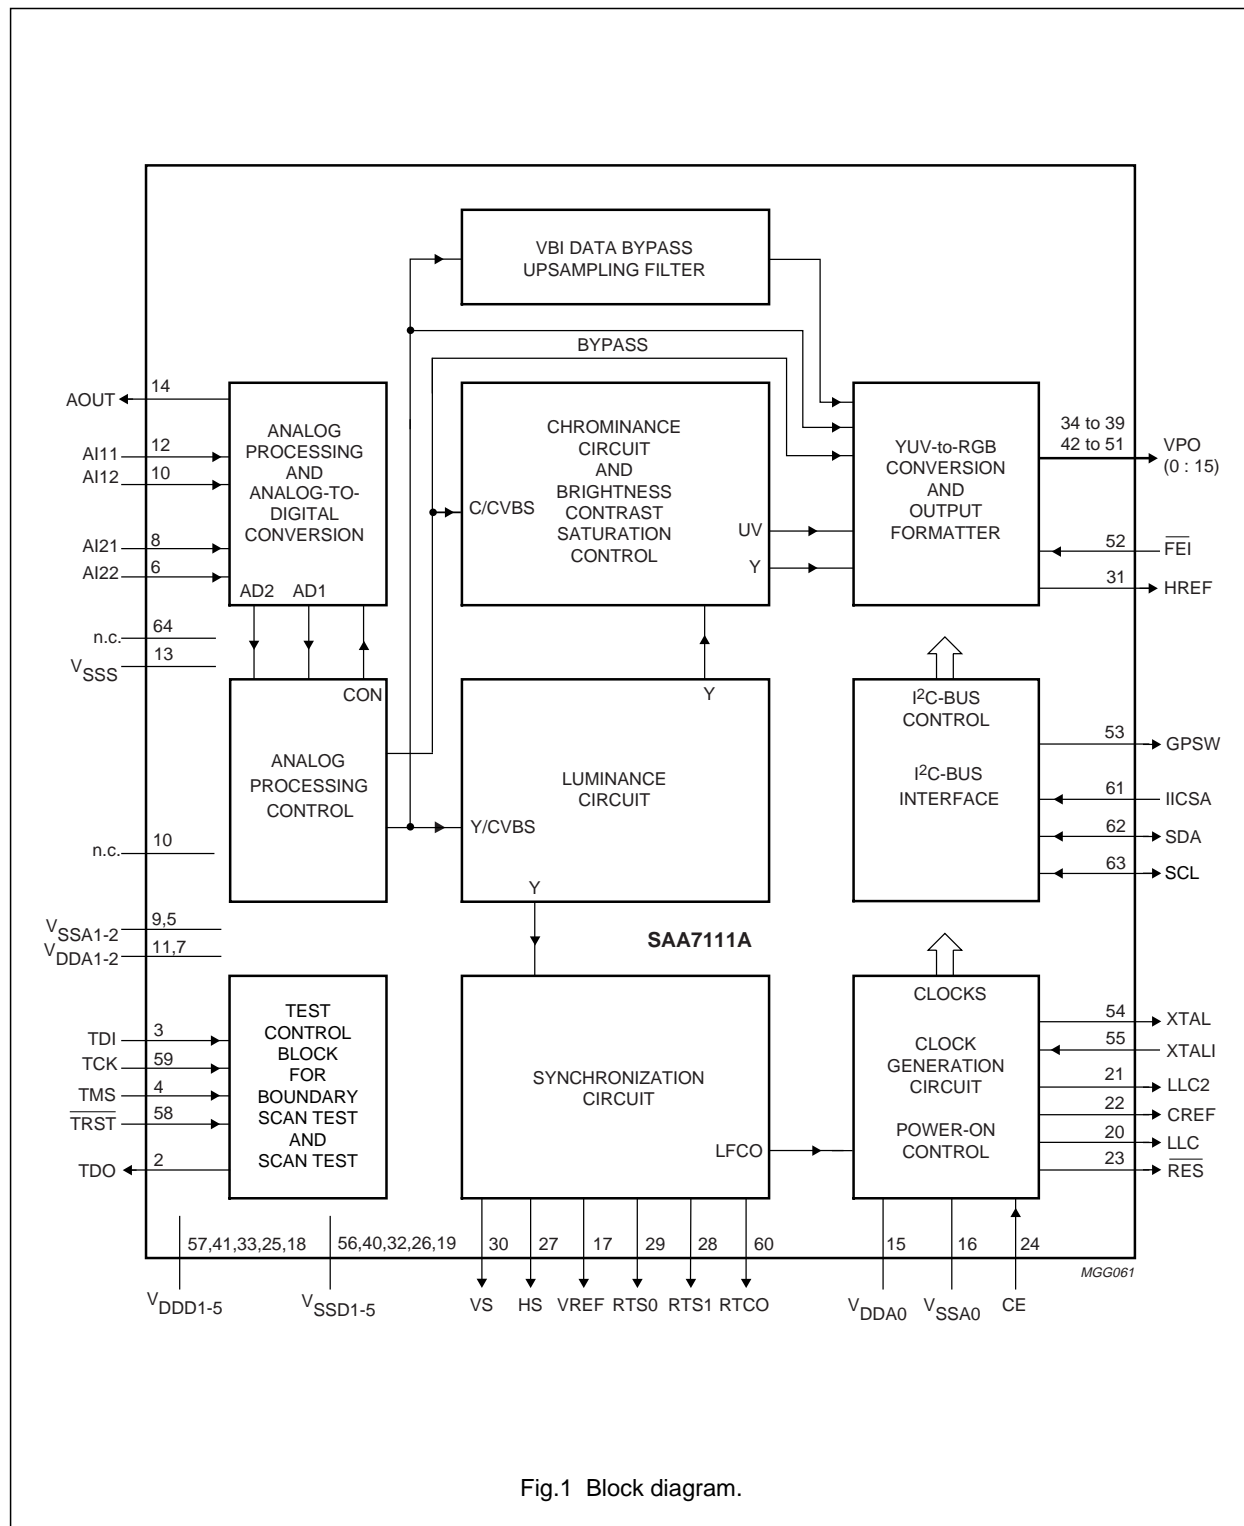 VBI DATA BYPASS
UPSAMPLING FILTER
BYPASS
AOUT
14
AI11
12
AI12
10
AI21
8
AI22
6
ANALOG
PROCESSING
AND
ANALOG-TO-
DIGITAL
CONVERSION
AD2
AD1
CHROMINANCE
CIRCUIT
AND
BRIGHTNESS
CONTRAST
SATURATION
CONTROL
C/CVBS
UV
Y
YUV-to-RGB
CONVERSION
AND
OUTPUT
FORMATTER
34 to 39
42 to 51
VPO
(0 : 15)
52
FEI
31
HREF
n.c.
64
VSSS
13
CON
ANALOG
PROCESSING
CONTROL
n.c.
10
Y
LUMINANCE
CIRCUIT
Y/CVBS
Y
I2C-BUS
CONTROL
I2C-BUS
INTERFACE
53
GPSW
61
IICSA
62
SDA
63
SCL
VSSA1-2
9,5
VDDA1-2
11,7
SAA7111A
TDI
3
TCK
59
TMS
4
TRST
58
TDO
2
TEST
CONTROL
BLOCK
FOR
BOUNDARY
SCAN TEST
AND
SCAN TEST
SYNCHRONIZATION
CIRCUIT
LFCO
CLOCKS
CLOCK
GENERATION
CIRCUIT
POWER-ON
CONTROL
54
XTAL
55
XTALI
21
LLC2
22
CREF
20
LLC
23
RES
57,41,33,25,18
56,40,32,26,19
30
27
17
29
28
60
15
16
24
MGG061
VDDD1-5
VSSD1-5
VS
HS
VREF
RTS0
RTS1
RTCO
VDDA0
VSSA0
CE
Fig.1 Block diagram.